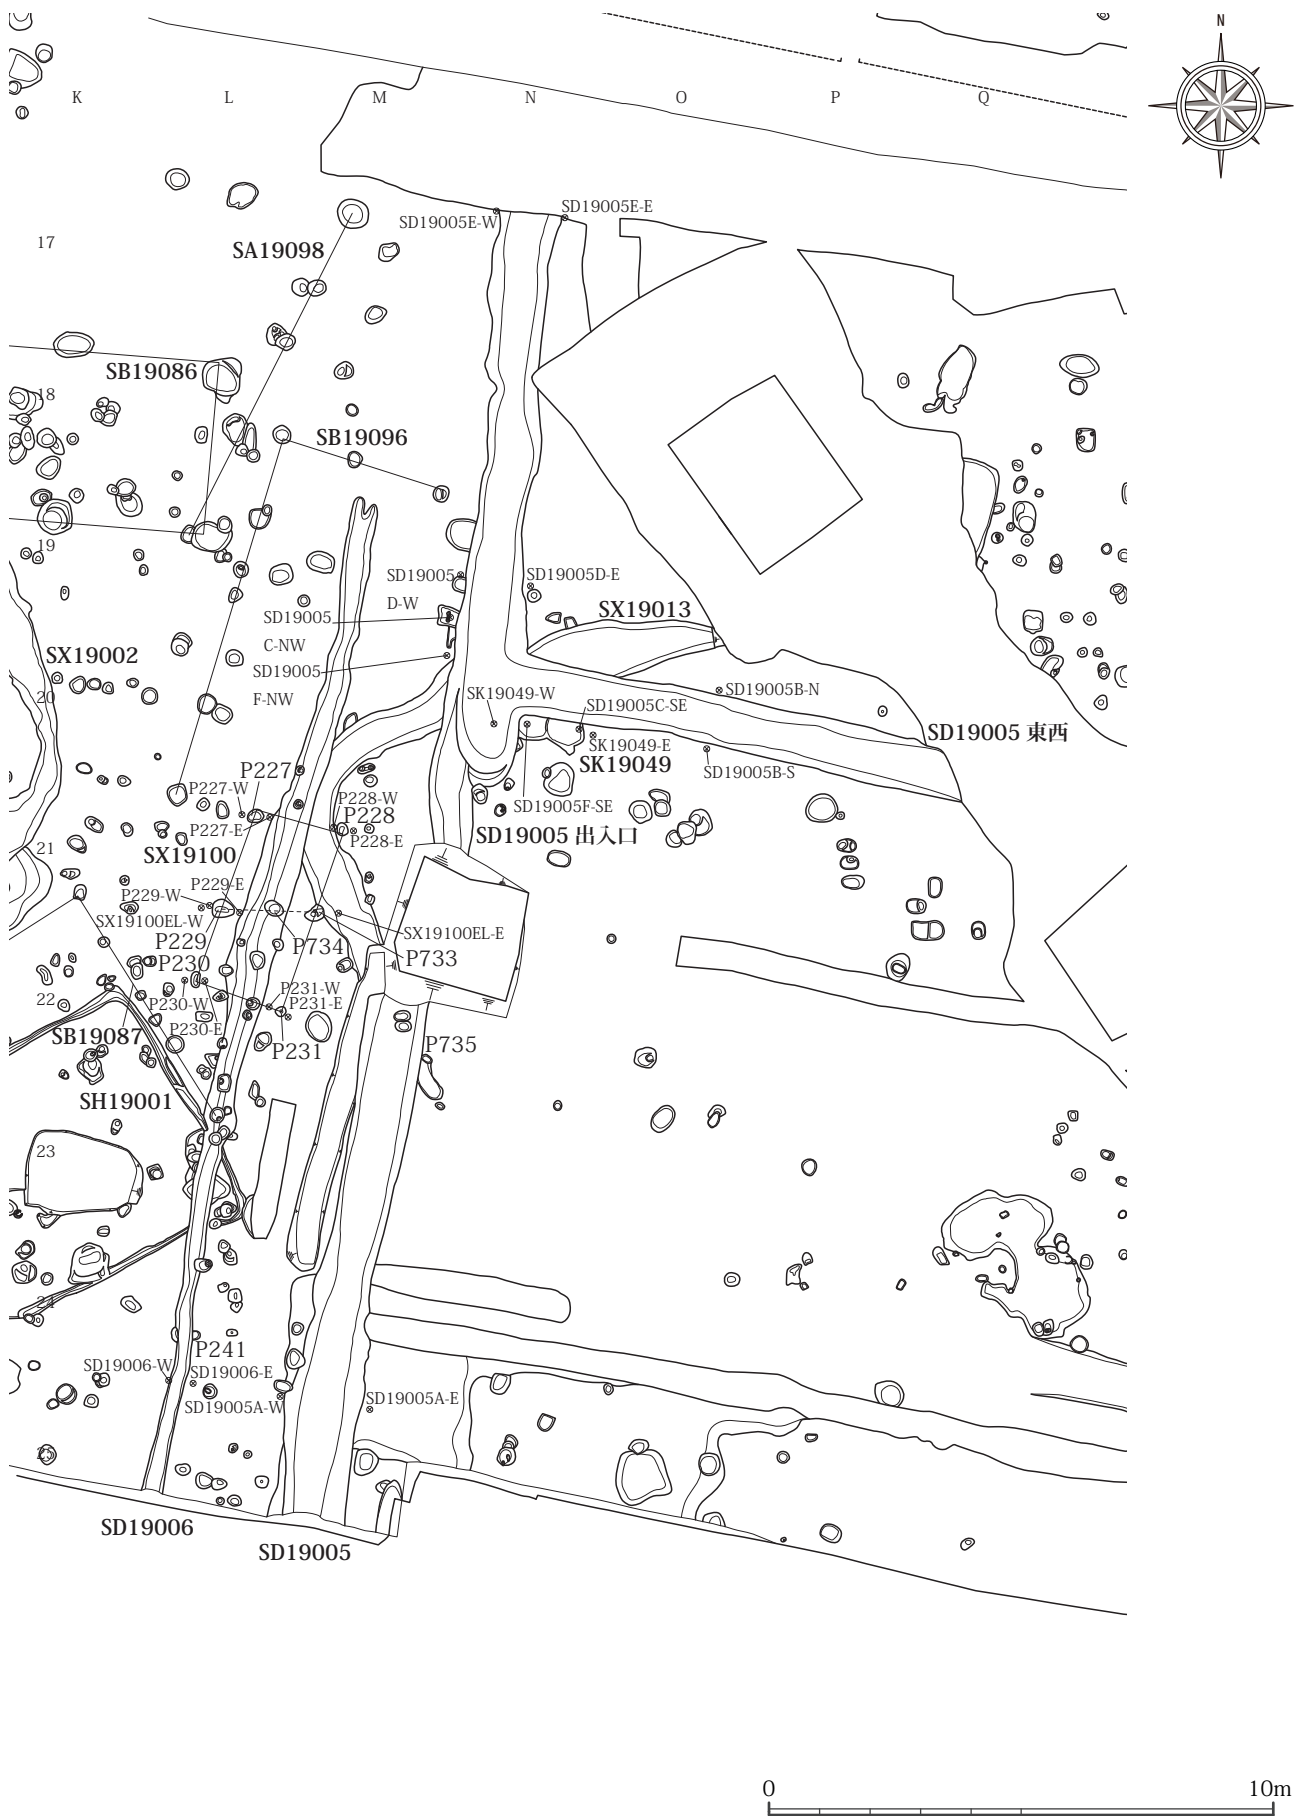 N
K L M N O P Q
SD19005E-E
SD19005E-W
17
SA19098
SB19086
18
SB19096
19
SD19005
D-W
SD19005D-E
SX19013
SD19005
C-NW
SX19002
SD19005
F-NW
20
SK19049-W
SD19005B-N
SD19005C-SE
SD19005 東西
SK19049-E
SK19049
SD19005B-S
P227
P227-W
P228-W
SD19005F-SE
P228
P227-E
P228-E
SD19005 出入口
21
SX19100
P229-E
P229-W
SX19100EL-W
SX19100EL-E
P229
P734
P733
P230
P231-W
22
P230-W
P231-E
P230-E
SB19087
P231
P735
SH19001
23
24
P241
SD19006-W
SD19006-E
SD19005A-W
SD19005A-E
SD19006
SD19005
0 10m